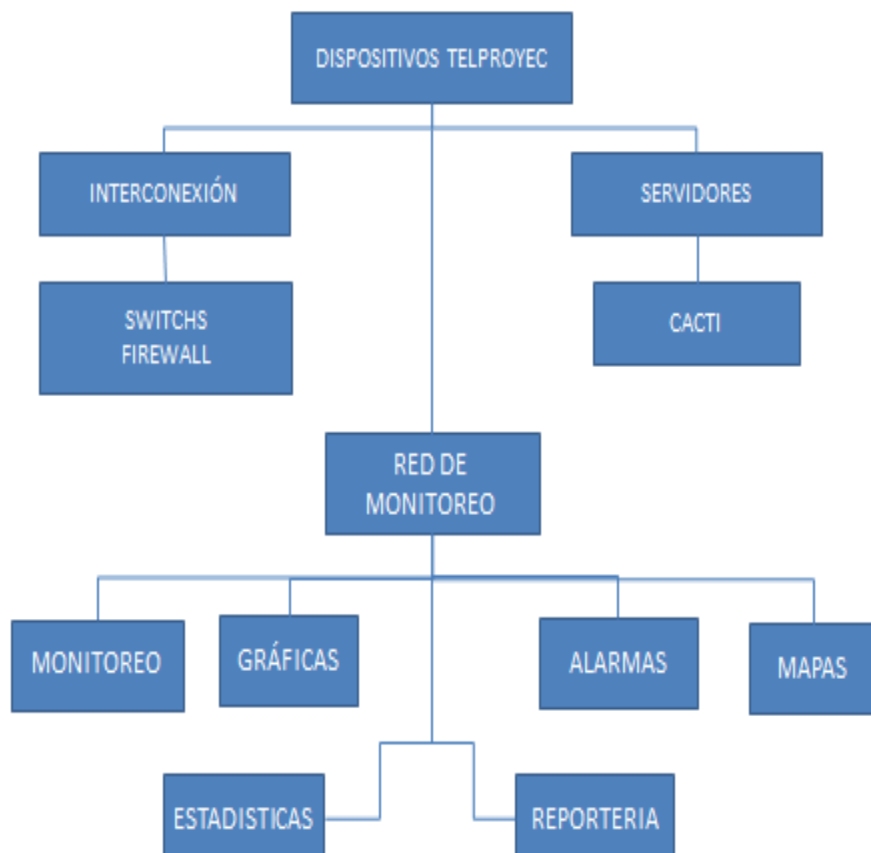 DISPOSITIVOS TELPROYEC
INTERCONEXIÓN
SERVIDORES
SWITCHS
FIREWALL
CACTI
RED DE
MONITOREO
MONITOREO
GRÁFICAS
ALARMAS
MAPAS
ESTADISTICAS
REPORTERIA